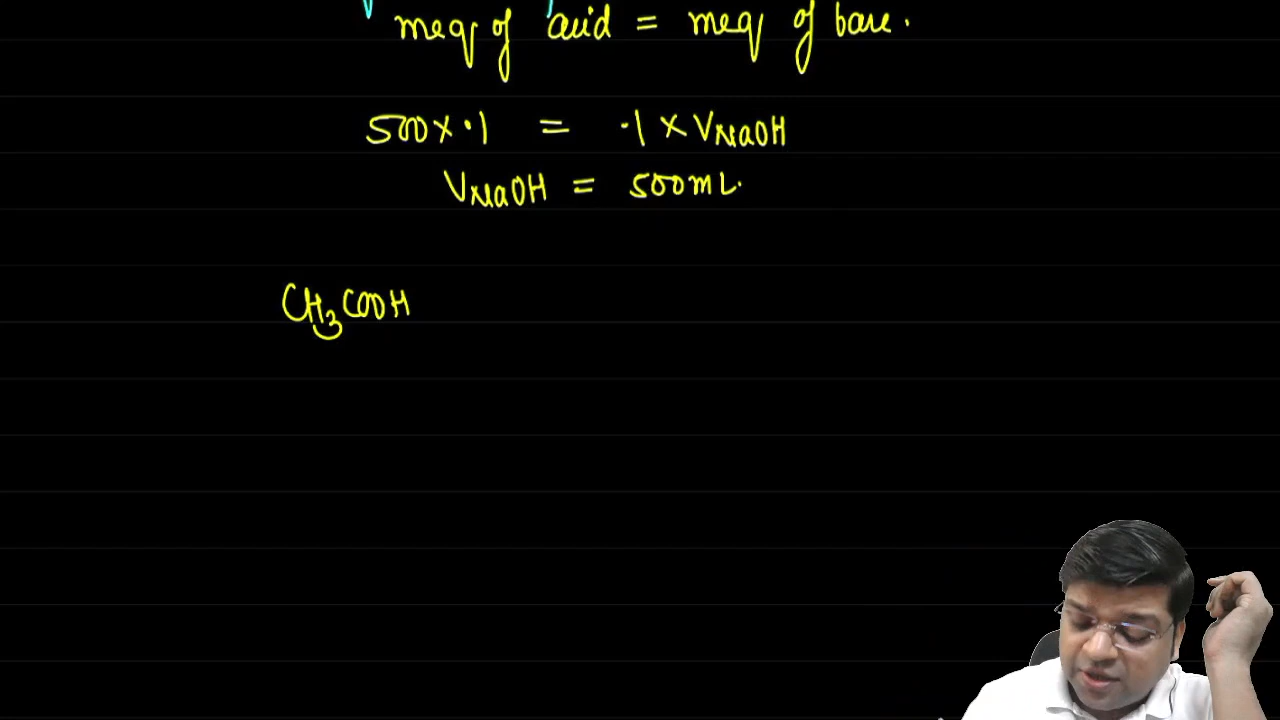 meq of acid = meq of base.
500 × .1 = .1 × VNaOH
VNaOH = 500mL.
CH3COOH